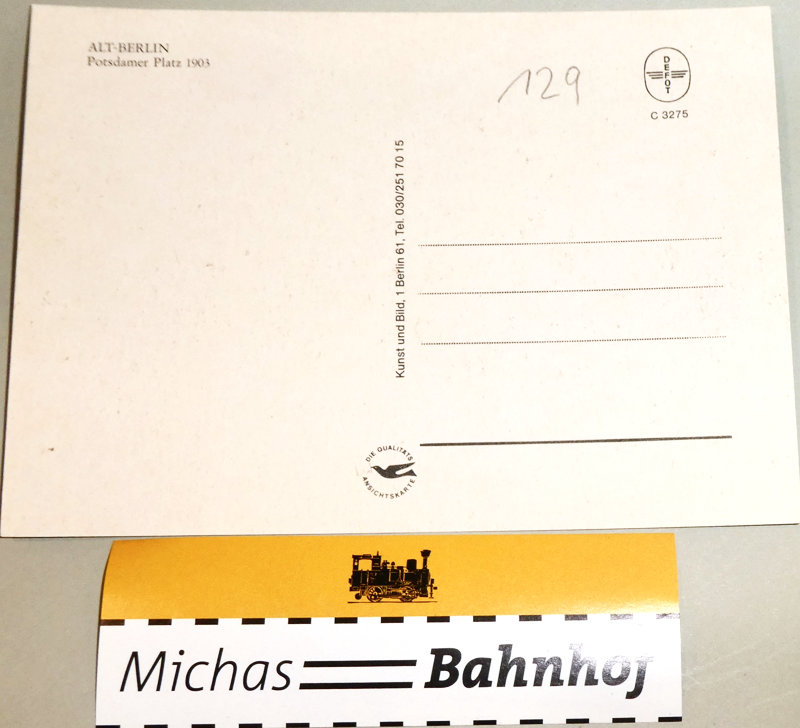 ALT-BERLIN
Potsdamer Platz 1903
129
DEFOT
C 3275
Kunst und Bild, 1 Berlin 61, Tel. 030/251 70 15
DIE QUALITÄTS
ANSICHTSKARTE
Michas Bahnhof